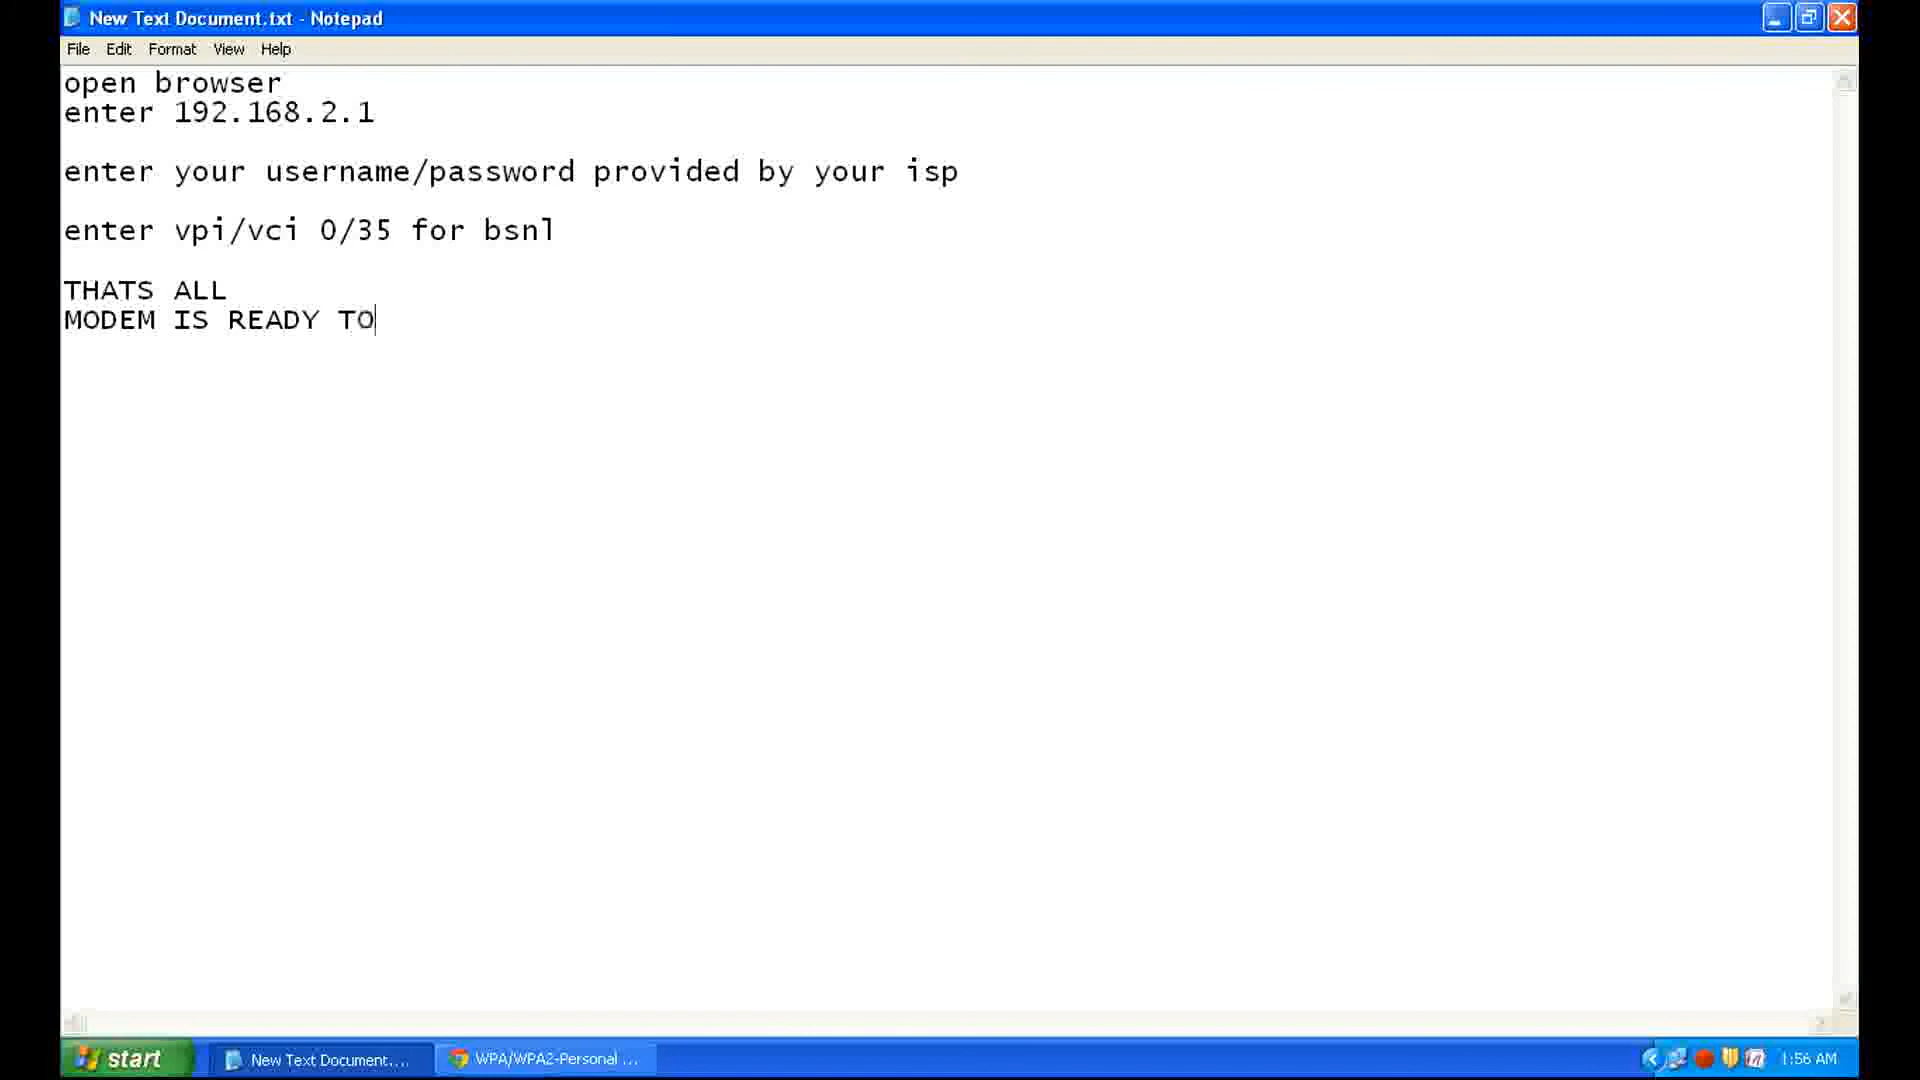 New Text Document.txt - Notepad
File Edit Format View Help
open browser
enter 192.168.2.1
enter your username/password provided by your isp
enter vpi/vci 0/35 for bsnl
THATS ALL
MODEM IS READY TO
start New Text Document.... WPA/WPA2-Personal ... 1:56 AM